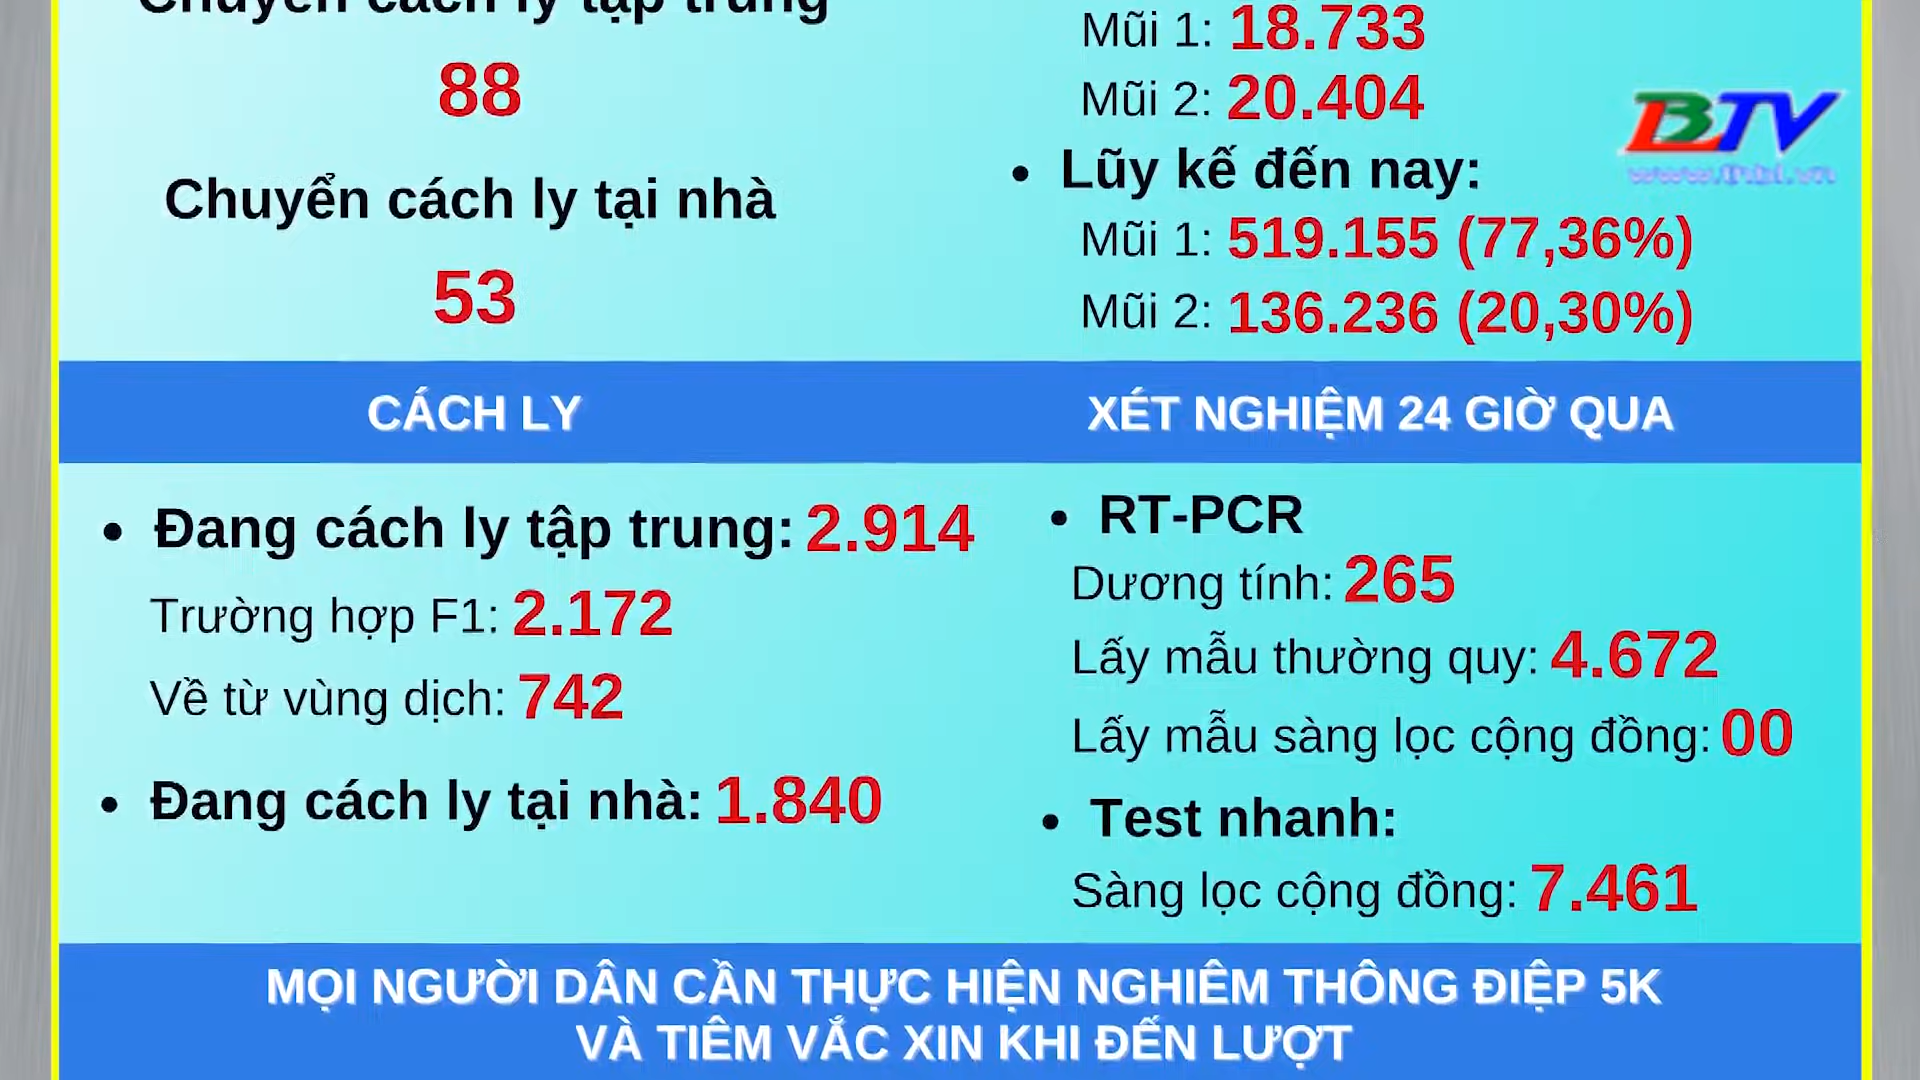 Chuyển cách ly tập trung
88
Chuyển cách ly tại nhà
53
Mũi 1: 18.733
Mũi 2: 20.404
• Lũy kế đến nay:
Mũi 1: 519.155 (77,36%)
Mũi 2: 136.236 (20,30%)
BTV
CÁCH LY
• Đang cách ly tập trung: 2.914
Trường hợp F1: 2.172
Về từ vùng dịch: 742
• Đang cách ly tại nhà: 1.840
XÉT NGHIỆM 24 GIỜ QUA
• RT-PCR
Dương tính: 265
Lấy mẫu thường quy: 4.672
Lấy mẫu sàng lọc cộng đồng: 00
• Test nhanh:
Sàng lọc cộng đồng: 7.461
MỌI NGƯỜI DÂN CẦN THỰC HIỆN NGHIÊM THÔNG ĐIỆP 5K
VÀ TIÊM VẮC XIN KHI ĐẾN LƯỢT